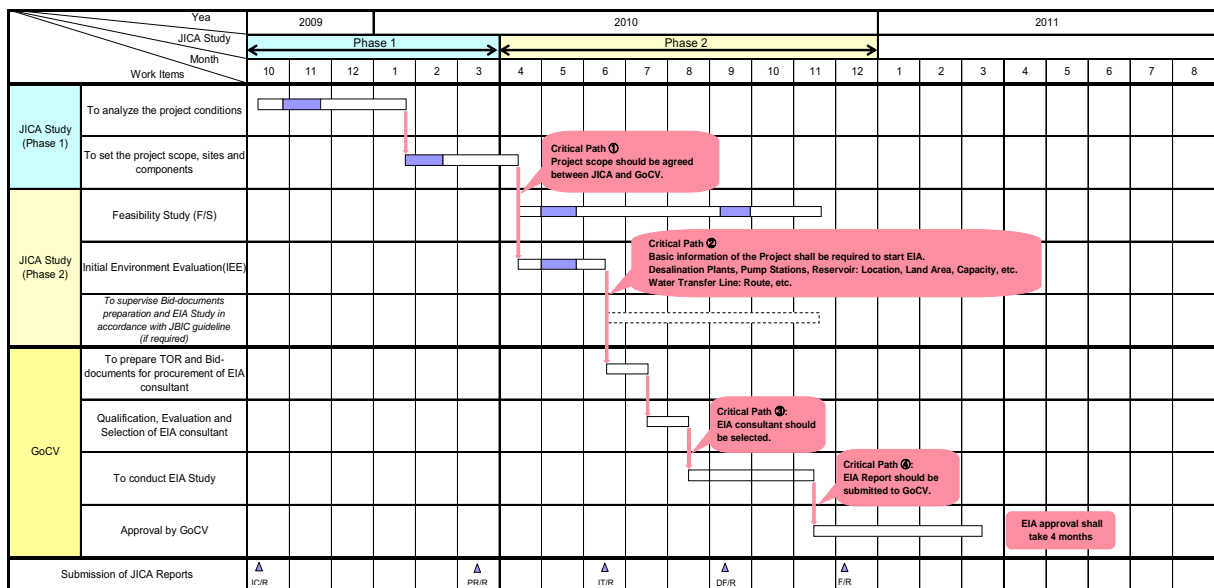 Yea
JICA Study
Month
Work Items
2009
2010
2011
Phase 1
Phase 2
10 11 12 1 2 3 4 5 6 7 8 9 10 11 12 1 2 3 4 5 6 7 8
JICA Study
(Phase 1)
To analyze the project conditions
To set the project scope, sites and
components
Critical Path ①
Project scope should be agreed
between JICA and GoCV.
JICA Study
(Phase 2)
Feasibility Study (F/S)
Initial Environment Evaluation(IEE)
Critical Path ②
Basic information of the Project shall be required to start EIA.
Desalination Plants, Pump Stations, Reservoir: Location, Land Area, Capacity, etc.
Water Transfer Line: Route, etc.
To supervise Bid-documents
preparation and EIA Study in
accordance with JBIC guideline
(if required)
GoCV
To prepare TOR and Bid-
documents for procurement of EIA
consultant
Qualification, Evaluation and
Selection of EIA consultant
Critical Path ③:
EIA consultant should
be selected.
To conduct EIA Study
Critical Path ④:
EIA Report should be
submitted to GoCV.
Approval by GoCV
EIA approval shall
take 4 months
Submission of JICA Reports
IC/R
PR/R
IT/R
DF/R
F/R